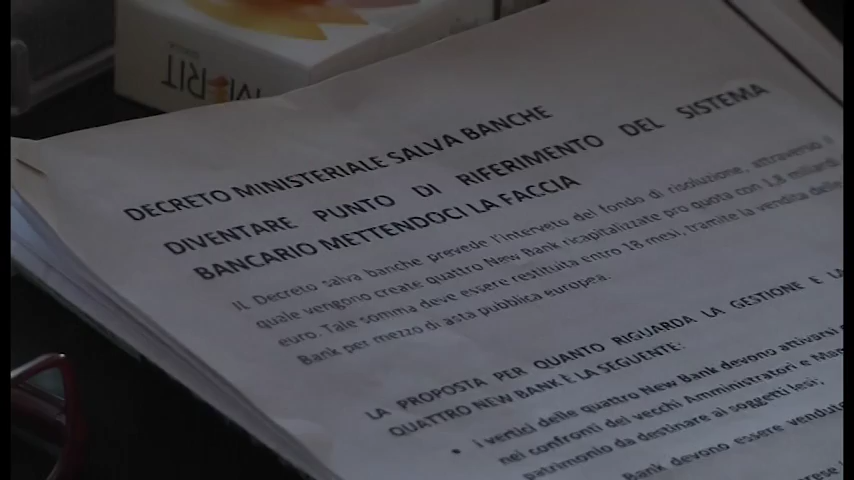 MERIT
DECRETO MINISTERIALE SALVA BANCHE
DIVENTARE PUNTO DI RIFERIMENTO DEL SISTEMA
BANCARIO METTENDOCI LA FACCIA
IL Decreto salva banche prevede l'interveto del fondo di risoluzione, attraverso il
quale vengono create quattro New Bank ricapitalizzate pro quota con 1,8 miliardi
euro. Tale somma deve essere restituita entro 18 mesi, tramite la vendita delle
Bank per mezzo di asta pubblica europea.
LA PROPOSTA PER QUANTO RIGUARDA LA GESTIONE E LA
QUATTRO NEW BANK E LA SEGUENTE:
• i vertici delle quattro New Bank devono attivarsi
nei confronti dei vecchi Amministratori e
patrimonio da destinare ai soggetti lesi;
Bank devono essere vendute